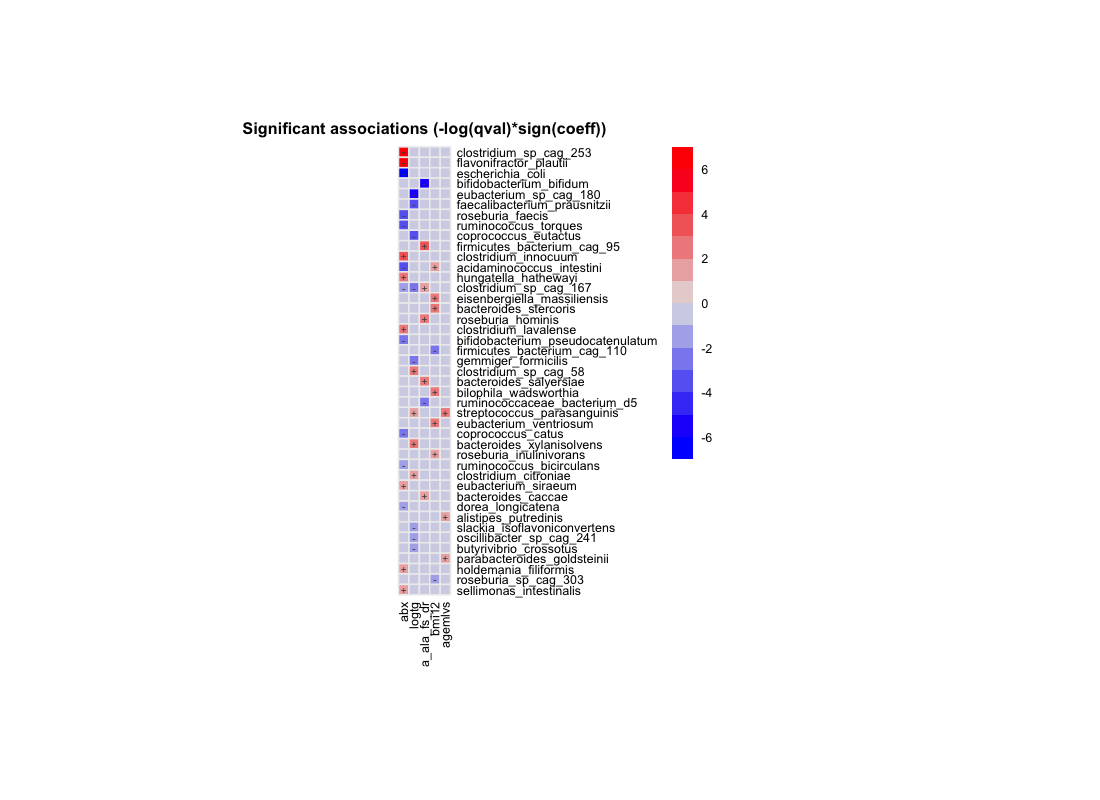 Significant associations (-log(qval)*sign(coeff))
clostridium_sp_cag_253
flavonifractor_plautii
escherichia_coli
bifidobacterium_bifidum
eubacterium_sp_cag_180
faecalibacterium_prausnitzii
roseburia_faecis
ruminococcus_torques
coprococcus_eutactus
firmicutes_bacterium_cag_95
clostridium_innocuum
acidaminococcus_intestini
hungatella_hathewayi
clostridium_sp_cag_167
eisenbergiella_massiliensis
bacteroides_stercoris
roseburia_hominis
clostridium_lavalense
bifidobacterium_pseudocatenulatum
firmicutes_bacterium_cag_110
gemmiger_formicilis
clostridium_sp_cag_58
bacteroides_salyersiae
bilophila_wadsworthia
ruminococcaceae_bacterium_d5
streptococcus_parasanguinis
eubacterium_ventriosum
coprococcus_catus
bacteroides_xylanisolvens
roseburia_inulinivorans
ruminococcus_bicirculans
clostridium_citroniae
eubacterium_siraeum
bacteroides_caccae
dorea_longicatena
alistipes_putredinis
slackia_isoflavoniconvertens
oscillibacter_sp_cag_241
butyrivibrio_crossotus
parabacteroides_goldsteinii
holdemania_filiformis
roseburia_sp_cag_303
sellimonas_intestinalis
abx
logtg
a_ala_fs_dr
bmi12
agemlvs
6
4
2
0
-2
-4
-6